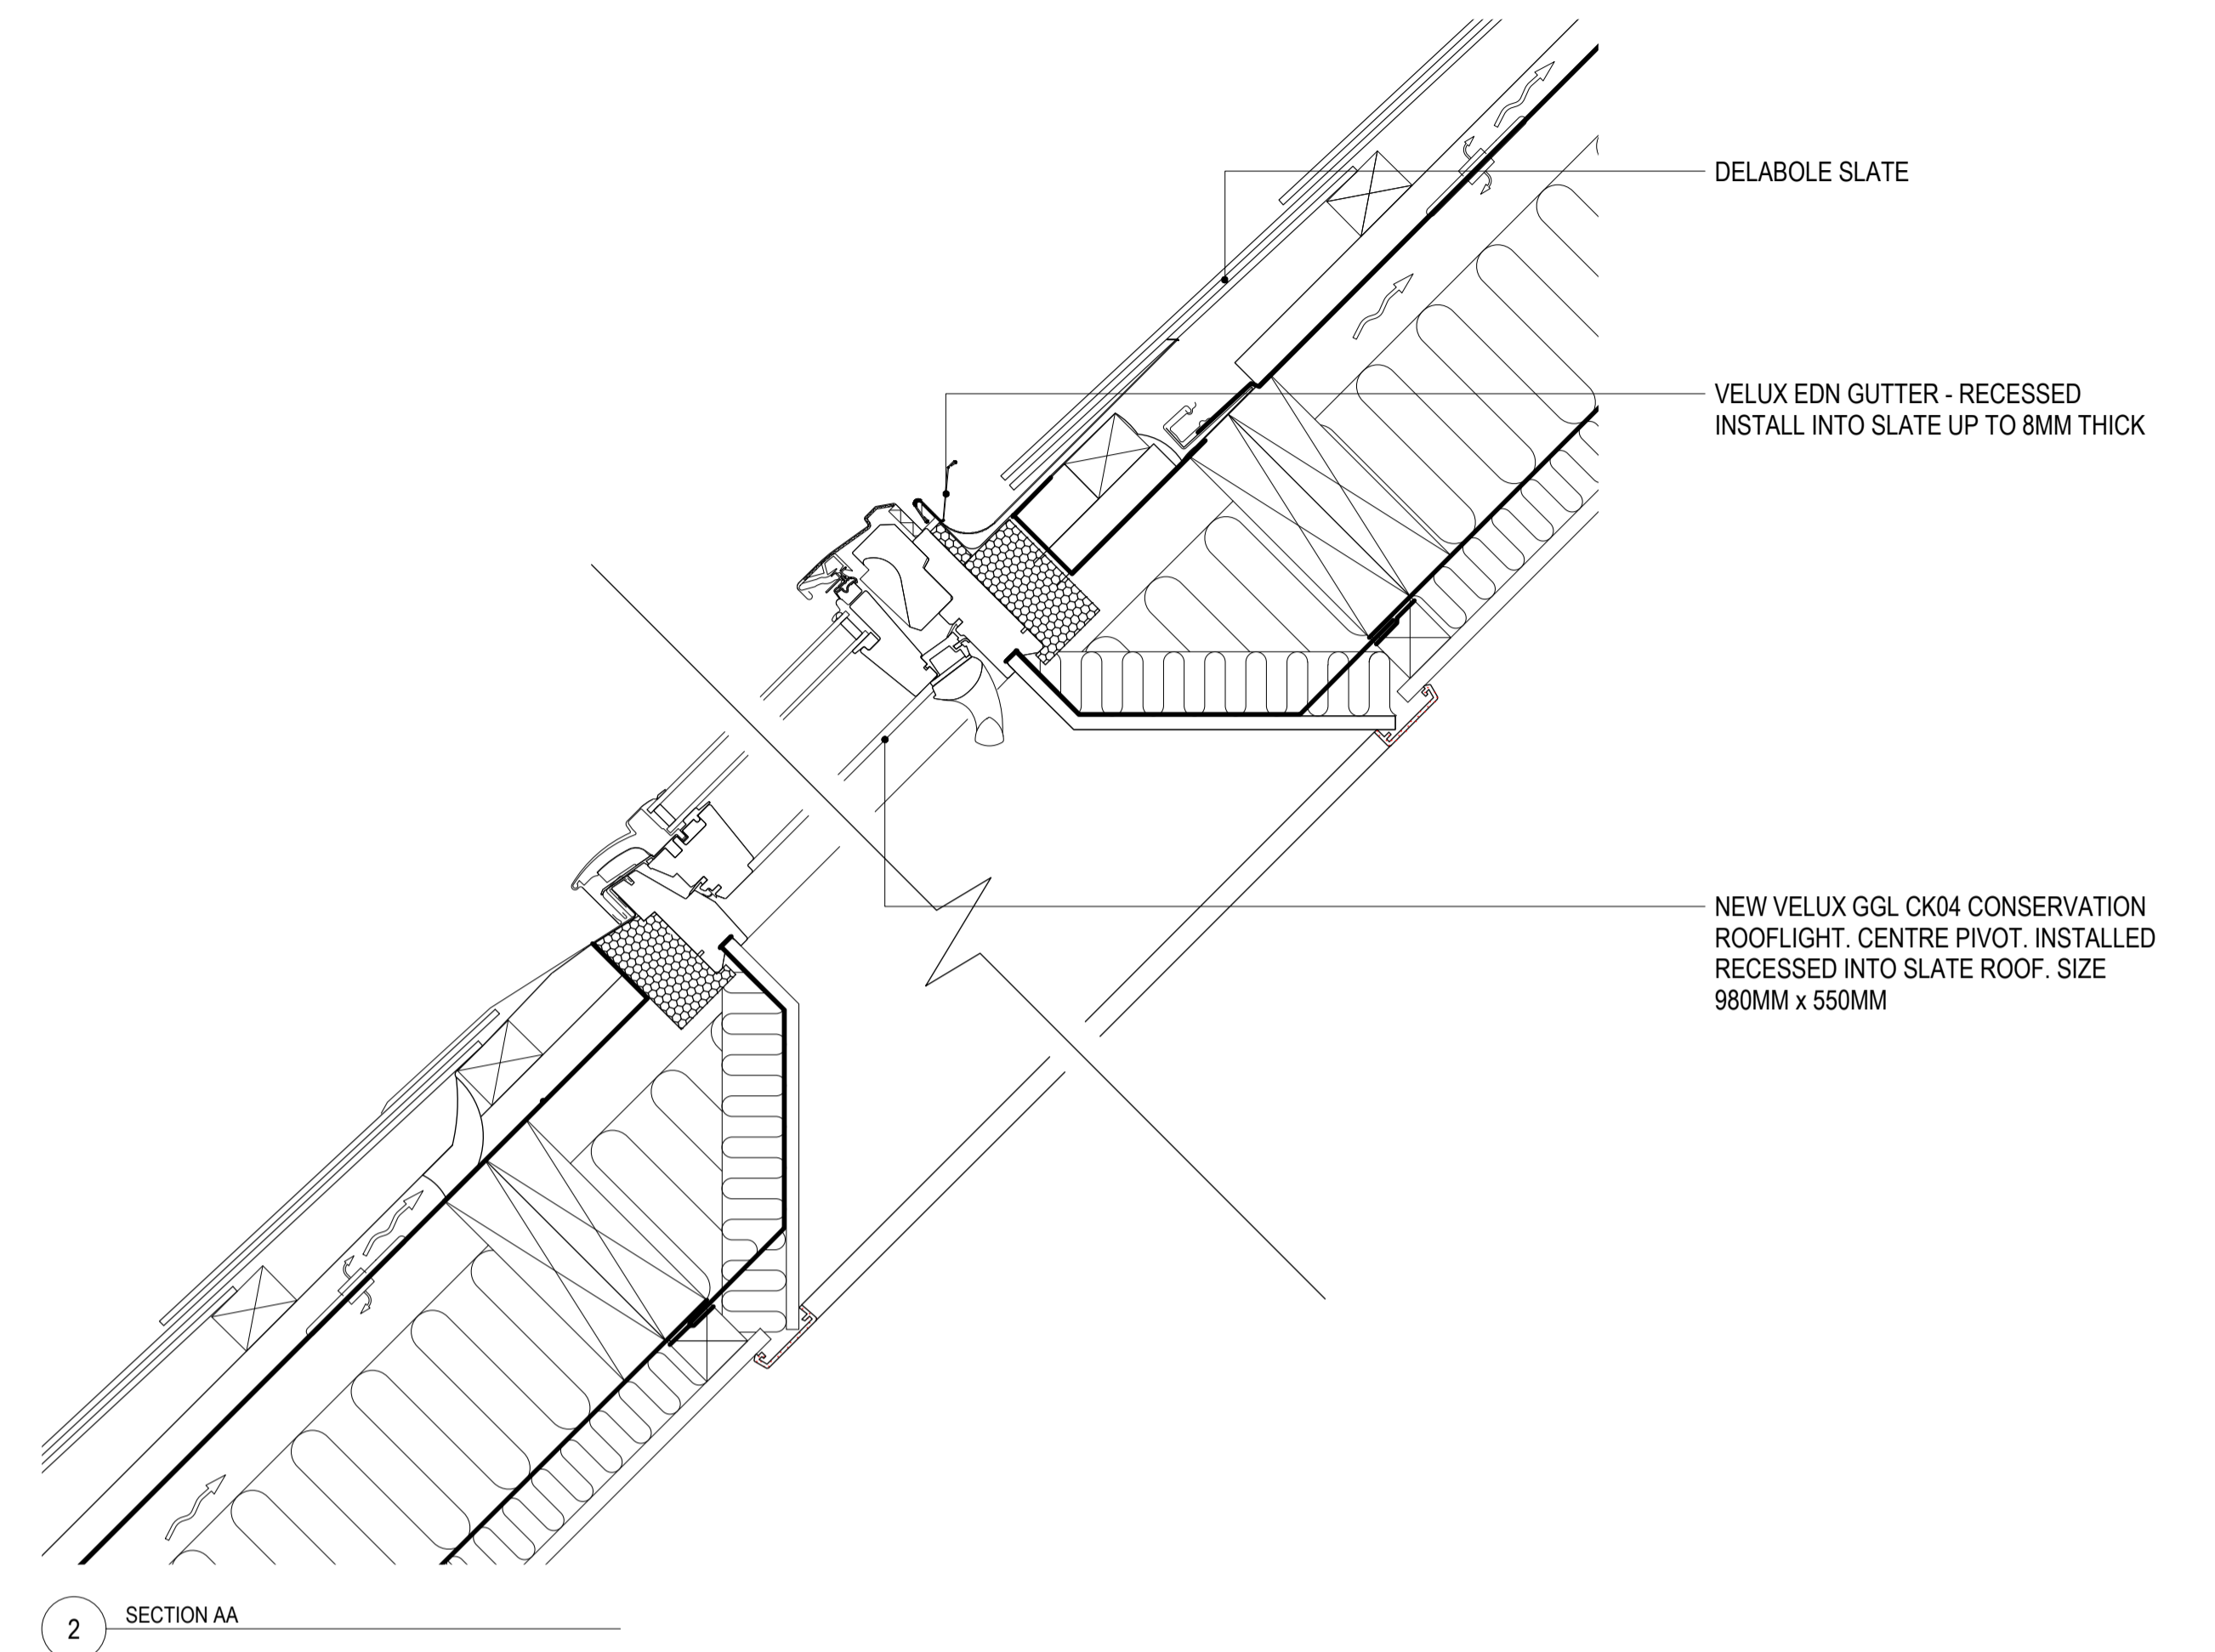 DELABOLE SLATE
VELUX EDN GUTTER - RECESSED
INSTALL INTO SLATE UP TO 8MM THICK
NEW VELUX GGL CK04 CONSERVATION
ROOFLIGHT. CENTRE PIVOT. INSTALLED
RECESSED INTO SLATE ROOF. SIZE
980MM x 550MM
2
SECTION AA